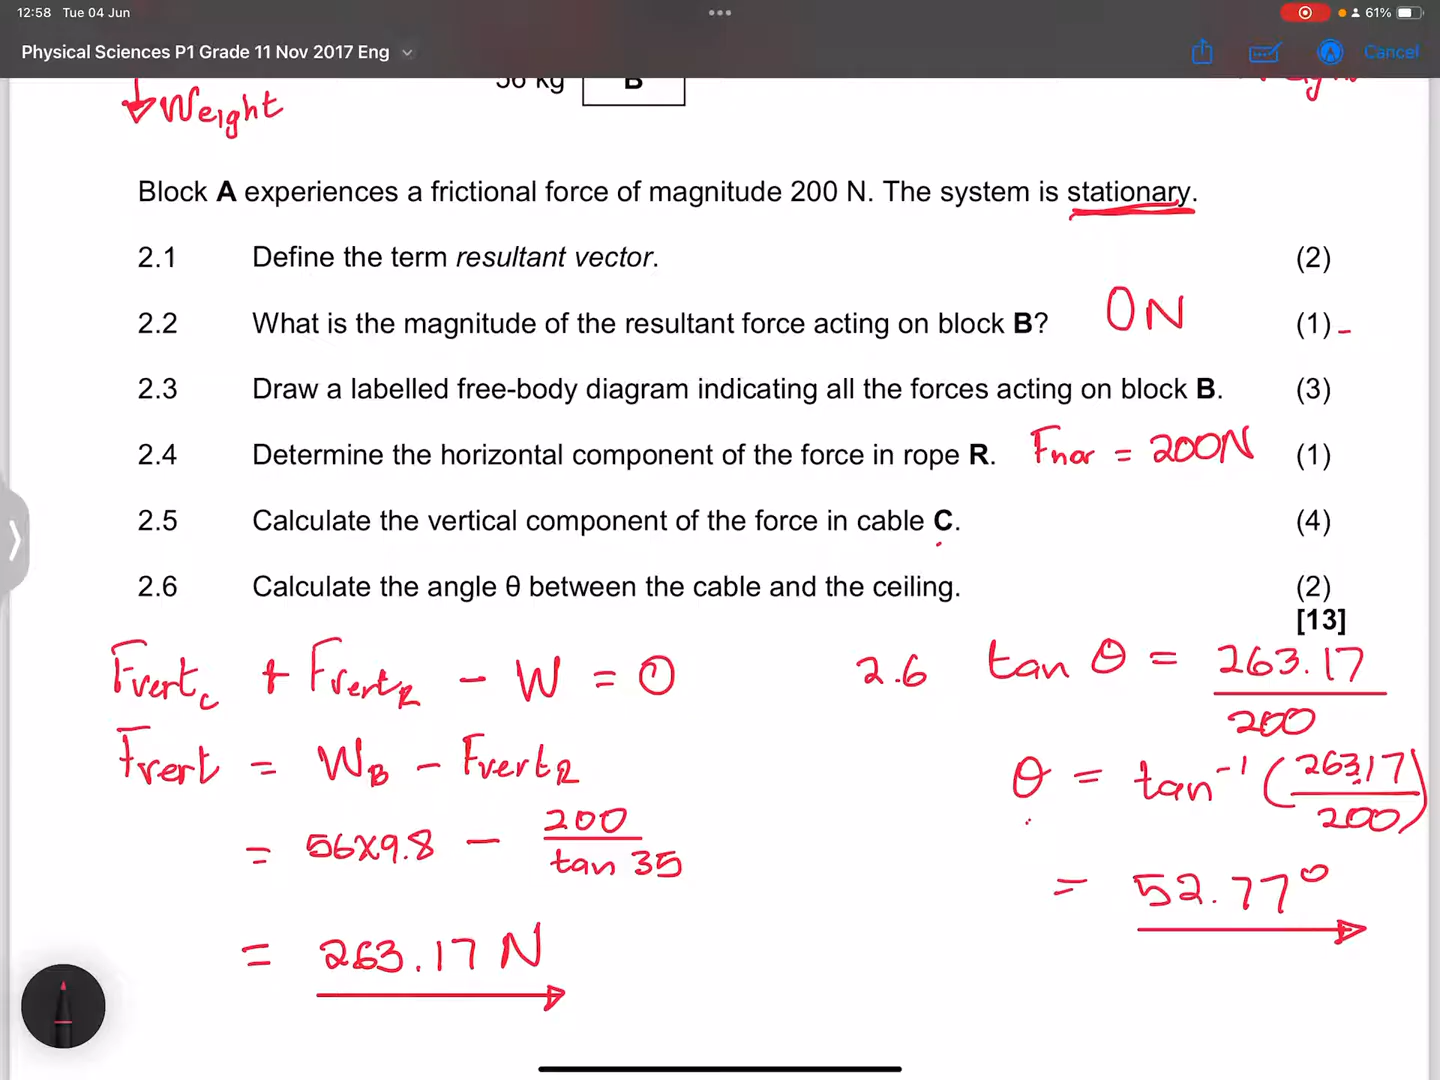 12:58 Tue 04 Jun
61%
Physical Sciences P1 Grade 11 Nov 2017 Eng
Cancel
Weight
56 kg B
Block A experiences a frictional force of magnitude 200 N. The system is stationary.
2.1 Define the term resultant vector. (2)
2.2 What is the magnitude of the resultant force acting on block B? 0N (1)
2.3 Draw a labelled free-body diagram indicating all the forces acting on block B. (3)
2.4 Determine the horizontal component of the force in rope R. Fhor = 200N (1)
2.5 Calculate the vertical component of the force in cable C. (4)
2.6 Calculate the angle θ between the cable and the ceiling. (2)
[13]
FvertC + FvertR - W = 0
Fvert = WB - FvertR
= 56x9.8 - 200 / tan 35
= 263.17 N
2.6 tan θ = 263.17 / 200
θ = tan⁻¹ (263.17 / 200)
= 52.77°